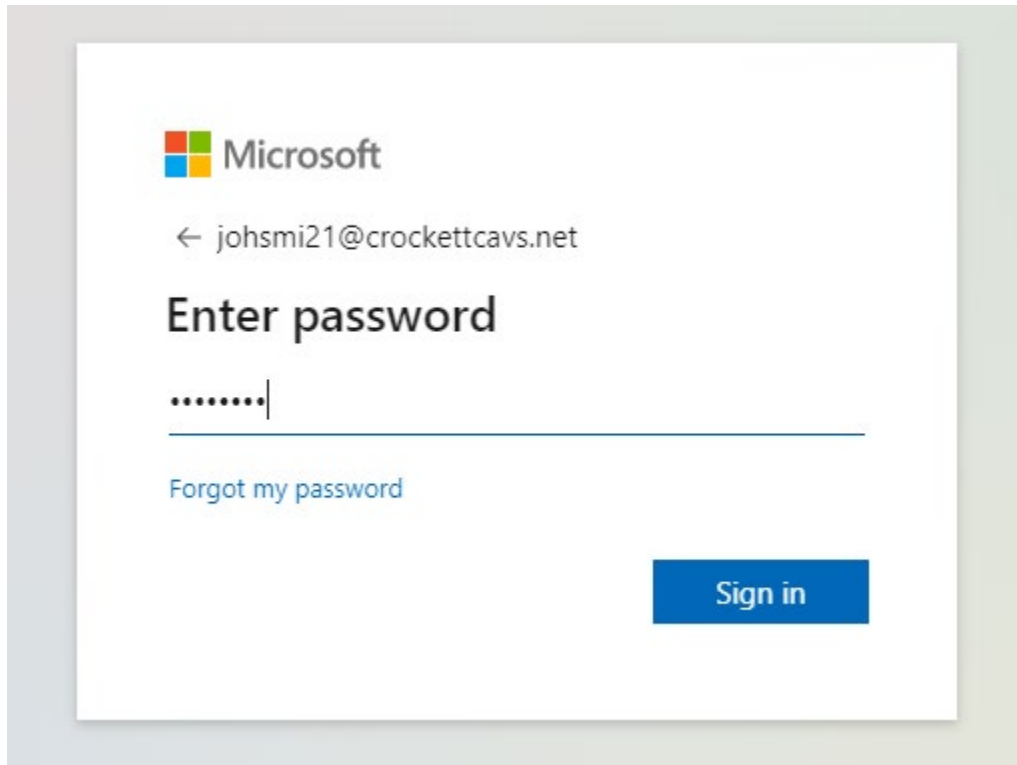 Microsoft
← johsmi21@crockettcavs.net
Enter password
••••••••
Forgot my password
Sign in